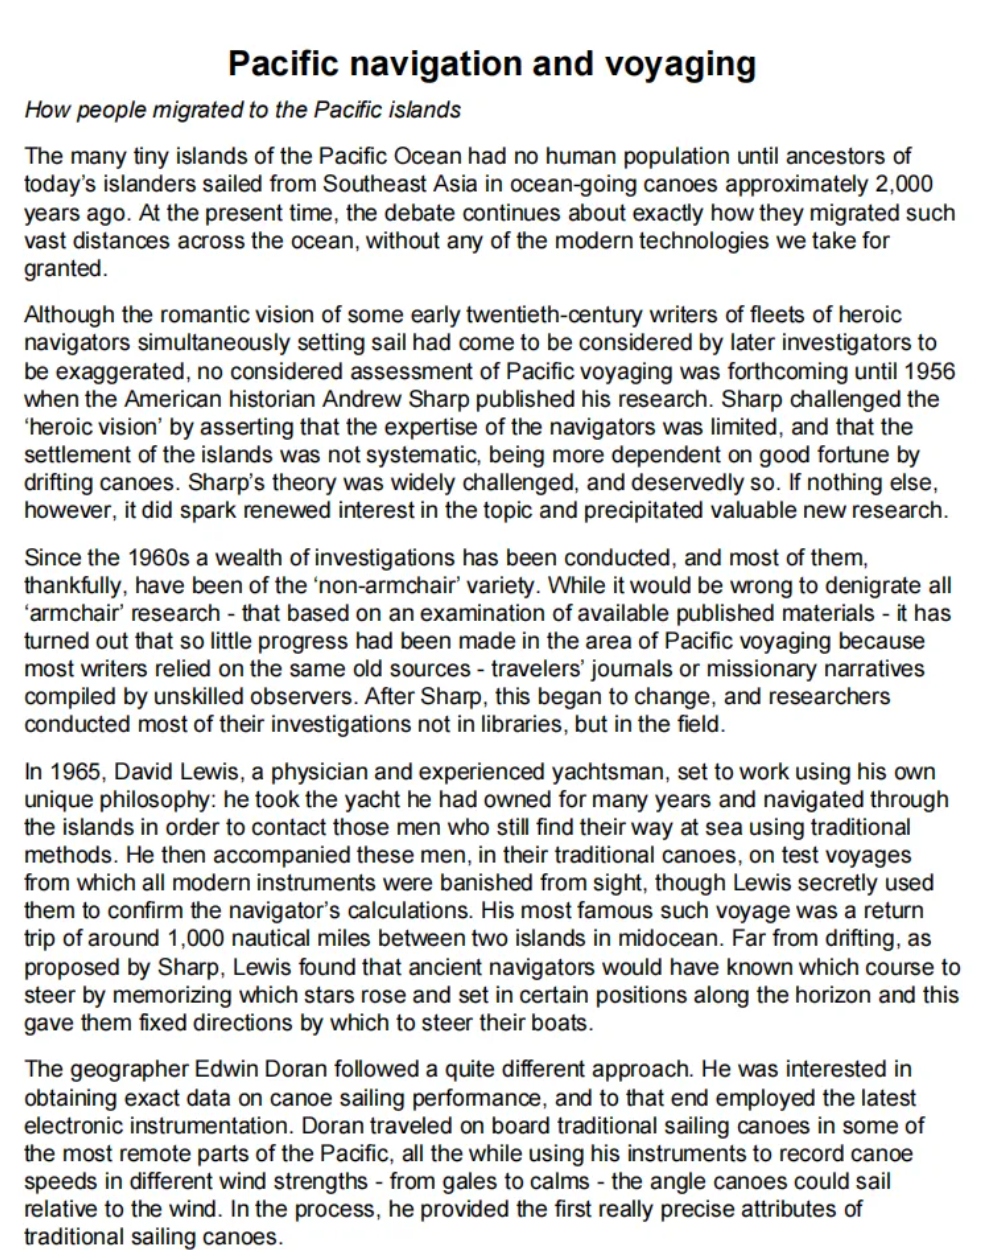 Pacific navigation and voyaging
How people migrated to the Pacific islands
The many tiny islands of the Pacific Ocean had no human population until ancestors of
today's islanders sailed from Southeast Asia in ocean-going canoes approximately 2,000
years ago. At the present time, the debate continues about exactly how they migrated such
vast distances across the ocean, without any of the modern technologies we take for
granted.
Although the romantic vision of some early twentieth-century writers of fleets of heroic
navigators simultaneously setting sail had come to be considered by later investigators to
be exaggerated, no considered assessment of Pacific voyaging was forthcoming until 1956
when the American historian Andrew Sharp published his research. Sharp challenged the
'heroic vision' by asserting that the expertise of the navigators was limited, and that the
settlement of the islands was not systematic, being more dependent on good fortune by
drifting canoes. Sharp's theory was widely challenged, and deservedly so. If nothing else,
however, it did spark renewed interest in the topic and precipitated valuable new research.
Since the 1960s a wealth of investigations has been conducted, and most of them,
thankfully, have been of the 'non-armchair' variety. While it would be wrong to denigrate all
'armchair' research - that based on an examination of available published materials - it has
turned out that so little progress had been made in the area of Pacific voyaging because
most writers relied on the same old sources - travelers' journals or missionary narratives
compiled by unskilled observers. After Sharp, this began to change, and researchers
conducted most of their investigations not in libraries, but in the field.
In 1965, David Lewis, a physician and experienced yachtsman, set to work using his own
unique philosophy: he took the yacht he had owned for many years and navigated through
the islands in order to contact those men who still find their way at sea using traditional
methods. He then accompanied these men, in their traditional canoes, on test voyages
from which all modern instruments were banished from sight, though Lewis secretly used
them to confirm the navigator's calculations. His most famous such voyage was a return
trip of around 1,000 nautical miles between two islands in midocean. Far from drifting, as
proposed by Sharp, Lewis found that ancient navigators would have known which course to
steer by memorizing which stars rose and set in certain positions along the horizon and this
gave them fixed directions by which to steer their boats.
The geographer Edwin Doran followed a quite different approach. He was interested in
obtaining exact data on canoe sailing performance, and to that end employed the latest
electronic instrumentation. Doran traveled on board traditional sailing canoes in some of
the most remote parts of the Pacific, all the while using his instruments to record canoe
speeds in different wind strengths - from gales to calms - the angle canoes could sail
relative to the wind. In the process, he provided the first really precise attributes of
traditional sailing canoes.